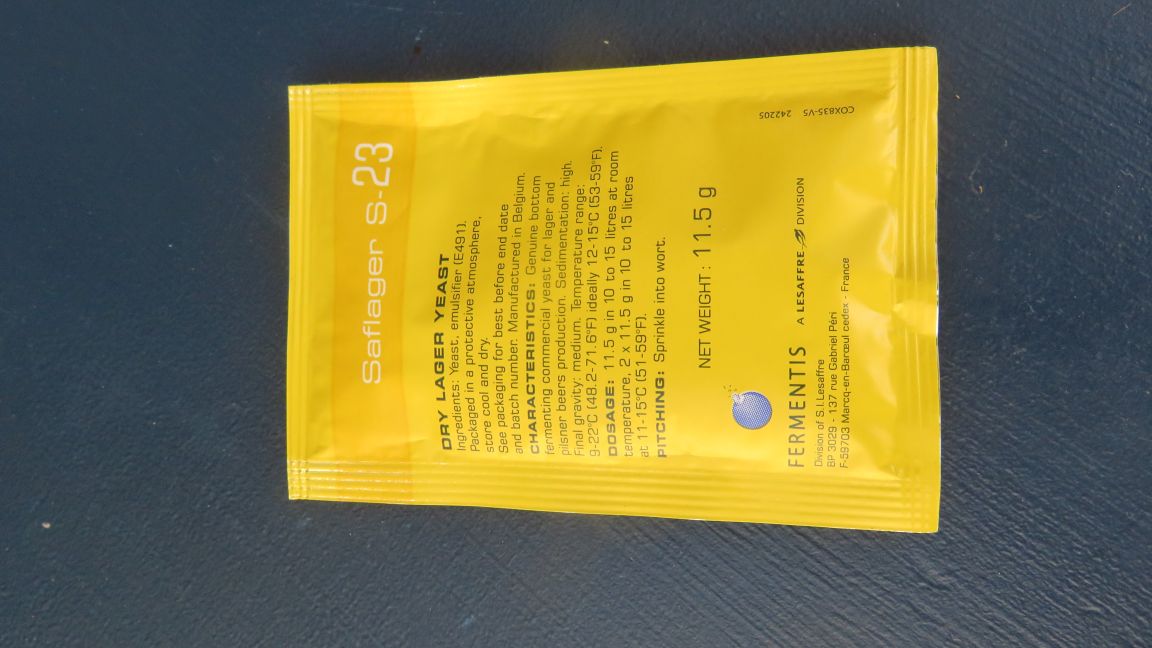 Saflager S-23
DRY LAGER YEAST
Ingredients: Yeast, emulsifier (E491).
Packaged in a protective atmosphere,
store cool and dry.
See packaging for best before end date
and batch number. Manufactured in Belgium.
CHARACTERISTICS: Genuine bottom
fermenting commercial yeast for lager and
pilsner beers production. Sedimentation: high.
Final gravity: medium. Temperature range:
9-22°C (48.2-71.6°F) ideally 12-15°C (53-59°F).
DOSAGE: 11.5 g in 10 to 15 litres at room
temperature, 2 x 11.5 g in 10 to 15 litres
at 11-15°C (51-59°F).
PITCHING: Sprinkle into wort.
NET WEIGHT: 11.5 g
FERMENTIS A LESAFFRE DIVISION
Division of S.I.Lesaffre
BP 3029 - 137 rue Gabriel Péri
F-59703 Marcq-en-Barœul cedex - France
COX835-V5 242205